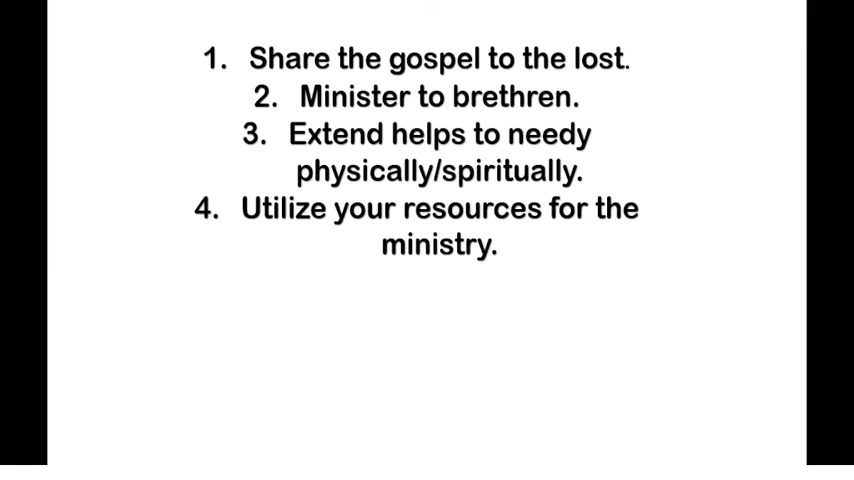 1. Share the gospel to the lost.
2. Minister to brethren.
3. Extend helps to needy
physically/spiritually.
4. Utilize your resources for the
ministry.